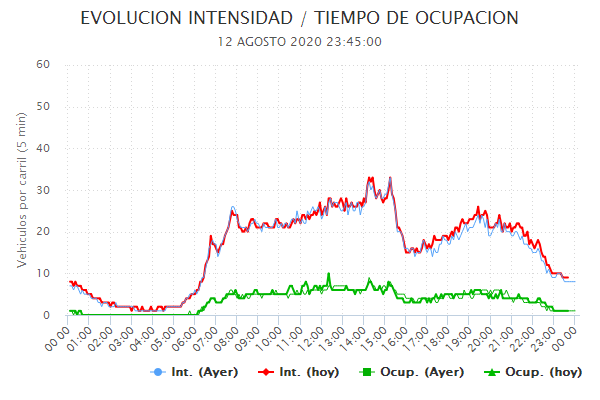 EVOLUCION INTENSIDAD / TIEMPO DE OCUPACION
12 AGOSTO 2020 23:45:00
Vehiculos por carril (5 min)
60
50
40
30
20
10
0
00:00 01:00 02:00 03:00 04:00 05:00 06:00 07:00 08:00 09:00 10:00 11:00 12:00 13:00 14:00 15:00 16:00 17:00 18:00 19:00 20:00 21:00 22:00 23:00 00:00
Int. (Ayer) Int. (hoy) Ocup. (Ayer) Ocup. (hoy)